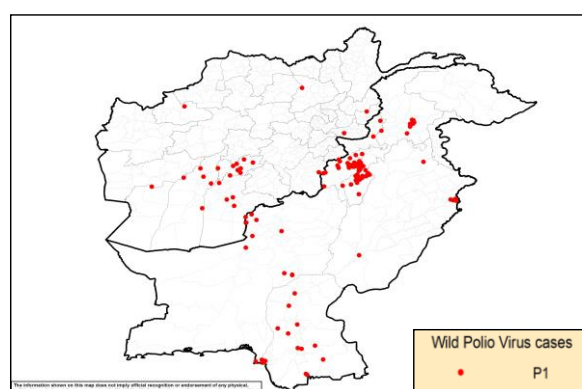 Wild Polio Virus cases
P1
The information shown on this map does not imply official recognition or endorsement of any physical,